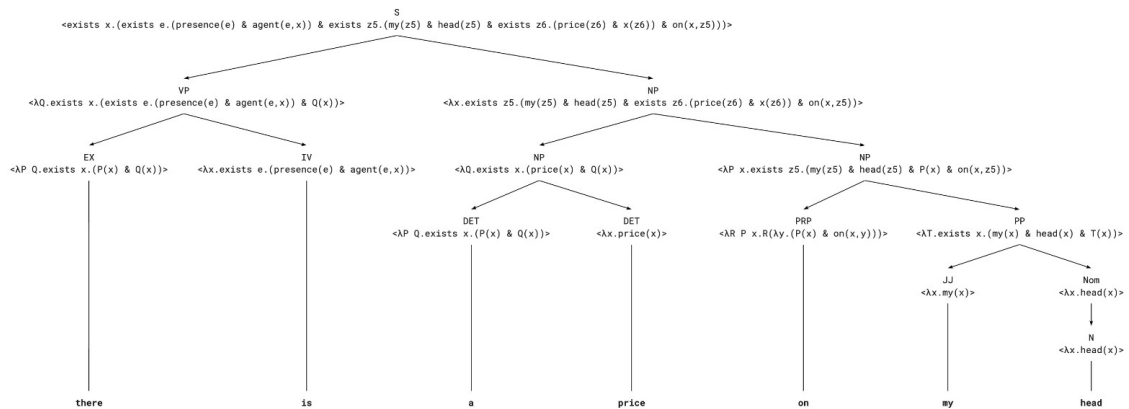 S
<exists x.(exists e.(presence(e) & agent(e,x)) & exists z5.(my(z5) & head(z5) & exists z6.(price(z6) & x(z6)) & on(x,z5)))>
VP NP
<λQ.exists x.(exists e.(presence(e) & agent(e,x)) & Q(x))> <λx.exists z5.(my(z5) & head(z5) & exists z6.(price(z6) & x(z6)) & on(x,z5))>
EX IV NP NP
<λP Q.exists x.(P(x) & Q(x))> <λx.exists e.(presence(e) & agent(e,x))> <λQ.exists x.(price(x) & Q(x))> <λP x.exists z5.(my(z5) & head(z5) & P(x) & on(x,z5))>
DET DET PRP PP
<λP Q.exists x.(P(x) & Q(x))> <λx.price(x)> <λR P x.R(λy.(P(x) & on(x,y)))> <λT.exists x.(my(x) & head(x) & T(x))>
JJ Nom
<λx.my(x)> <λx.head(x)>
N
<λx.head(x)>
there is a price on my head